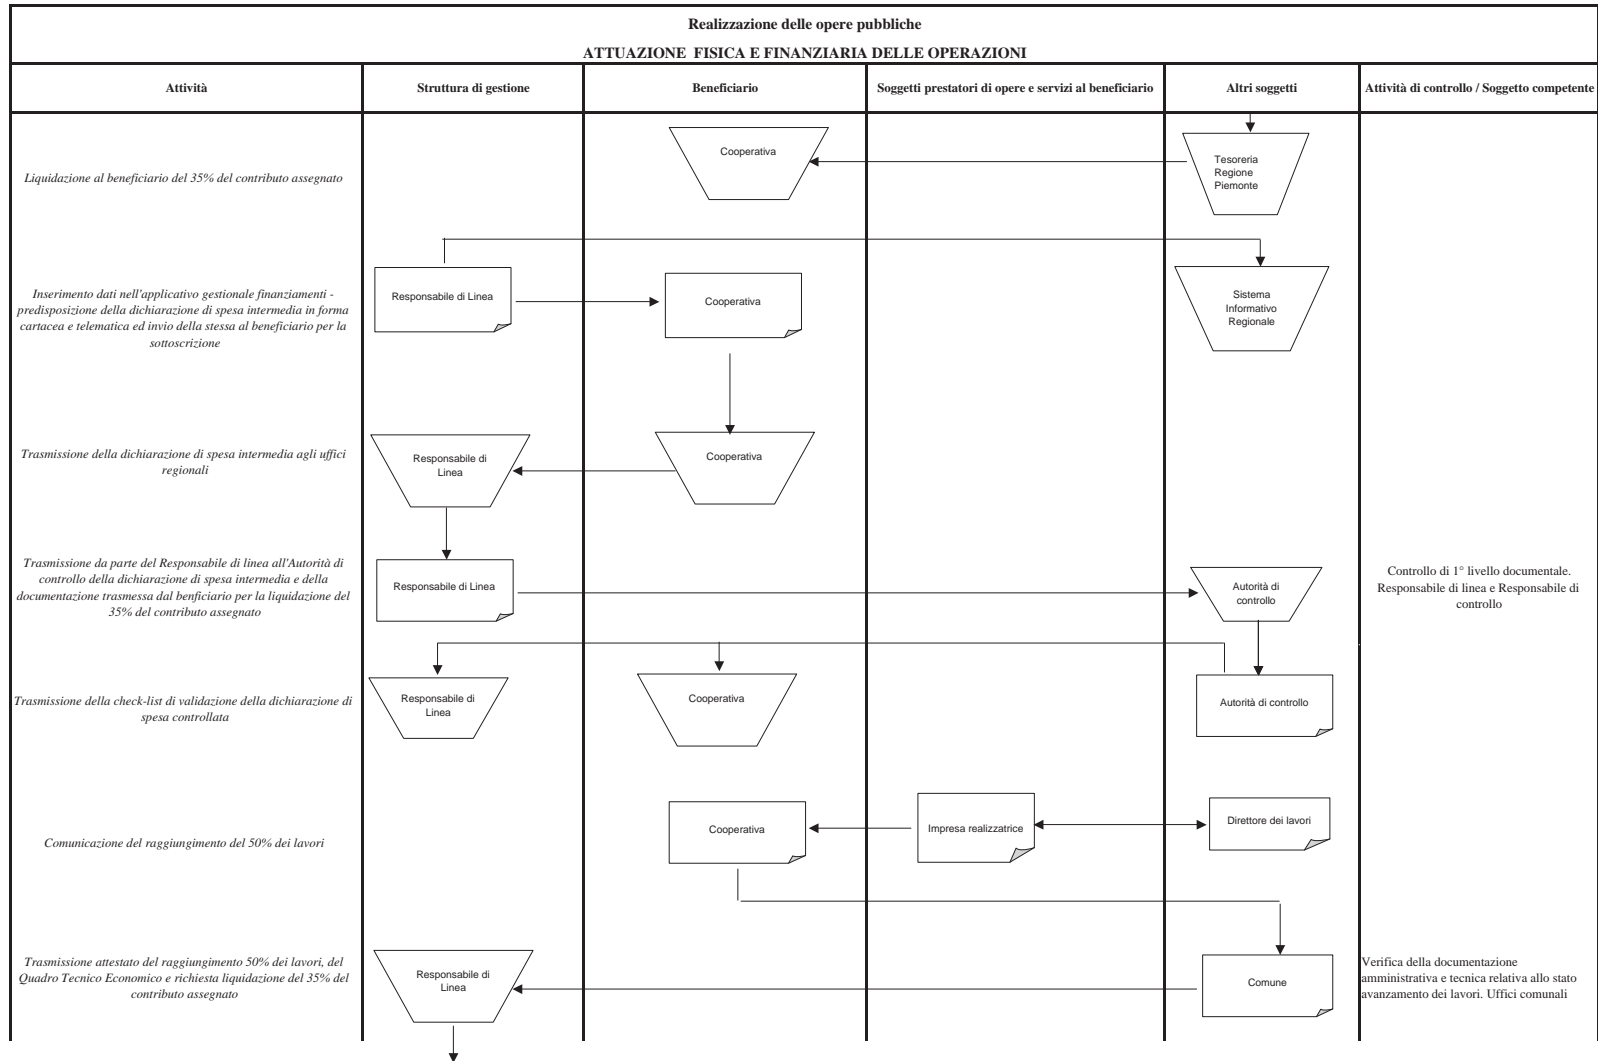 Realizzazione delle opere pubbliche
ATTUAZIONE FISICA E FINANZIARIA DELLE OPERAZIONI
Attività
Struttura di gestione
Beneficiario
Soggetti prestatori di opere e servizi al beneficiario
Altri soggetti
Attività di controllo / Soggetto competente
Liquidazione al beneficiario del 35% del contributo assegnato
Cooperativa
Tesoreria
Regione
Piemonte
Inserimento dati nell'applicativo gestionale finanziamenti -
predisposizione della dichiarazione di spesa intermedia in forma
cartacea e telematica ed invio della stessa al beneficiario per la
sottoscrizione
Responsabile di Linea
Cooperativa
Sistema
Informativo
Regionale
Trasmissione della dichiarazione di spesa intermedia agli uffici
regionali
Responsabile di
Linea
Cooperativa
Trasmissione da parte del Responsabile di linea all'Autorità di
controllo della dichiarazione di spesa intermedia e della
documentazione trasmessa dal benficiario per la liquidazione del
35% del contributo assegnato
Responsabile di Linea
Autorità di
controllo
Controllo di 1° livello documentale.
Responsabile di linea e Responsabile di
controllo
Trasmissione della check-list di validazione della dichiarazione di
spesa controllata
Responsabile di
Linea
Cooperativa
Autorità di controllo
Comunicazione del raggiungimento del 50% dei lavori
Cooperativa
Impresa realizzatrice
Direttore dei lavori
Trasmissione attestato del raggiungimento 50% dei lavori, del
Quadro Tecnico Economico e richiesta liquidazione del 35% del
contributo assegnato
Responsabile di
Linea
Comune
Verifica della documentazione
amministrativa e tecnica relativa allo stato
avanzamento dei lavori. Uffici comunali